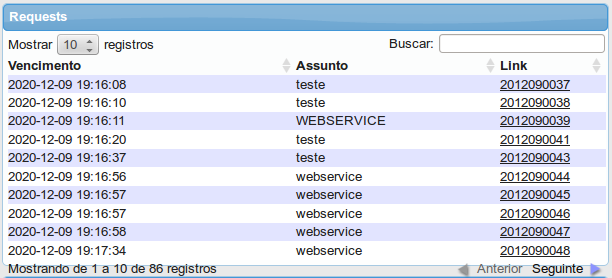 Requests
Mostrar 10 registros Buscar:
Vencimento Assunto Link
2020-12-09 19:16:08 teste 2012090037
2020-12-09 19:16:10 teste 2012090038
2020-12-09 19:16:11 WEBSERVICE 2012090039
2020-12-09 19:16:20 teste 2012090041
2020-12-09 19:16:37 teste 2012090043
2020-12-09 19:16:56 webservice 2012090044
2020-12-09 19:16:57 webservice 2012090045
2020-12-09 19:16:57 webservice 2012090046
2020-12-09 19:16:58 webservice 2012090047
2020-12-09 19:17:34 webservice 2012090048
Mostrando de 1 a 10 de 86 registros Anterior Seguinte